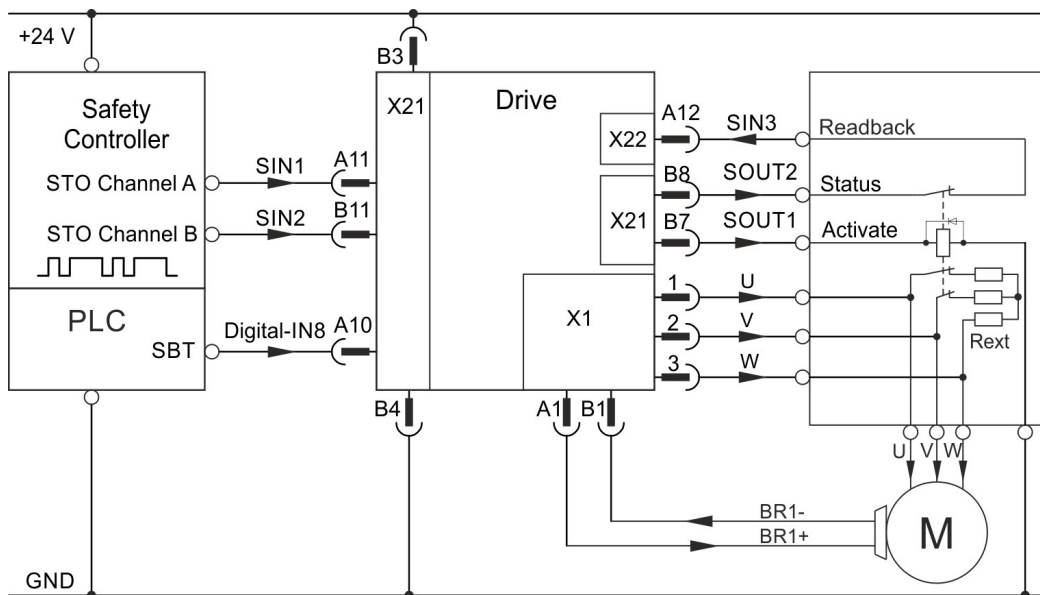 +24 V
B3
Safety
Controller
X21
Drive
A12
SIN3
Readback
X22
STO Channel A
SIN1
A11
B8
SOUT2
Status
STO Channel B
SIN2
B11
X21
B7
SOUT1
Activate
PLC
X1
1
U
2
V
Rext
SBT
Digital-IN8
A10
3
W
B4
A1
B1
U
V
W
BR1-
BR1+
M
GND